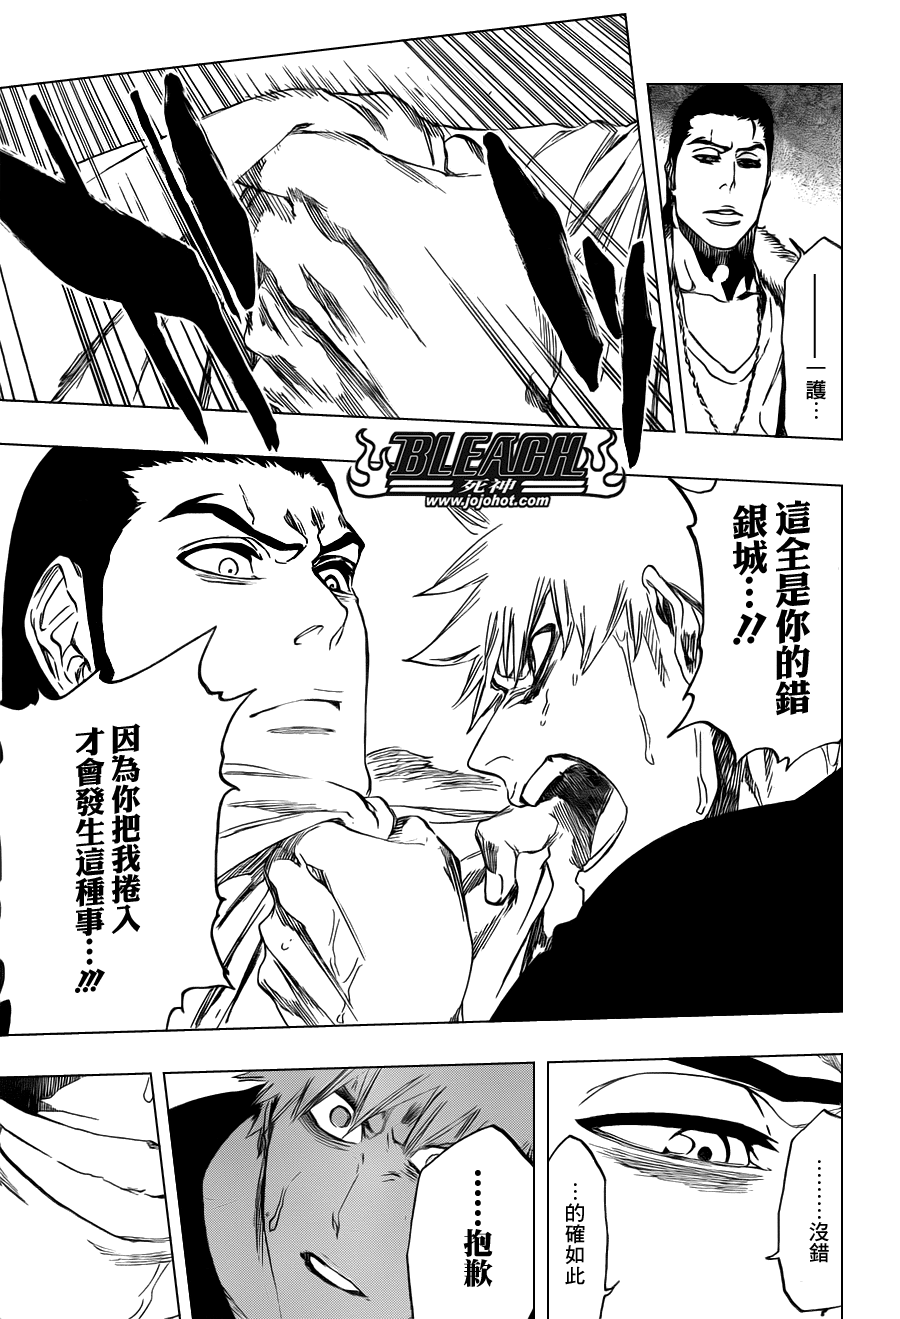 ——一護…
這全是你的錯
銀城…!!
因為你把我捲入
才會發生這種事…!!!
………沒錯
…的確如此
……抱歉
BLEACH
死神
www.jojohot.com